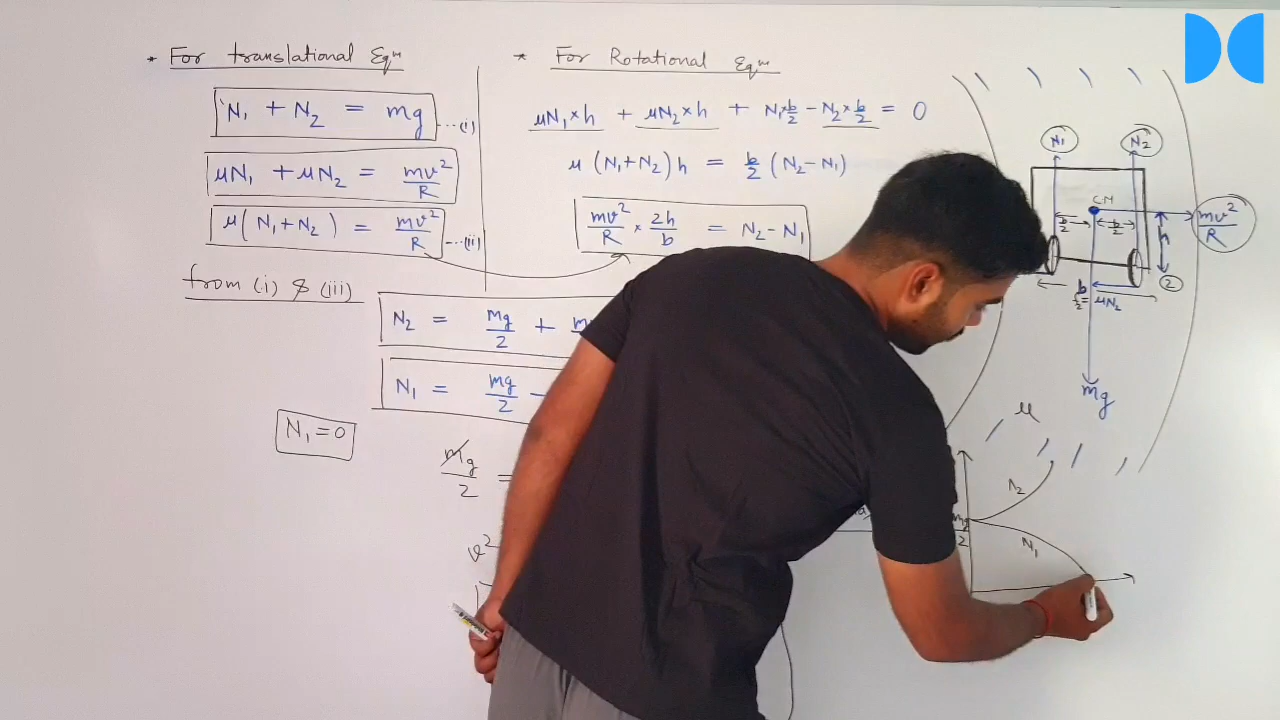 * For translational Eqⁿ
N₁ + N₂ = mg ...(i)
μN₁ + μN₂ = mv²/R
μ(N₁+N₂) = mv²/R ...(ii)
from (i) & (iii)
* For Rotational Eqⁿ
μN₁×h + μN₂×h + N₁×b/2 - N₂×b/2 = 0
μ(N₁+N₂)h = b/2 (N₂-N₁)
mv²/R × 2h/b = N₂-N₁
N₂ = mg/2 +
N₁ = mg/2 -
N₁=0
mg/2 =
v²
N₁ N₂
C.M
mv²/R
b/2 b/2 h
2
b
μN₂
mg
μ
N₂
mg/2
N₁